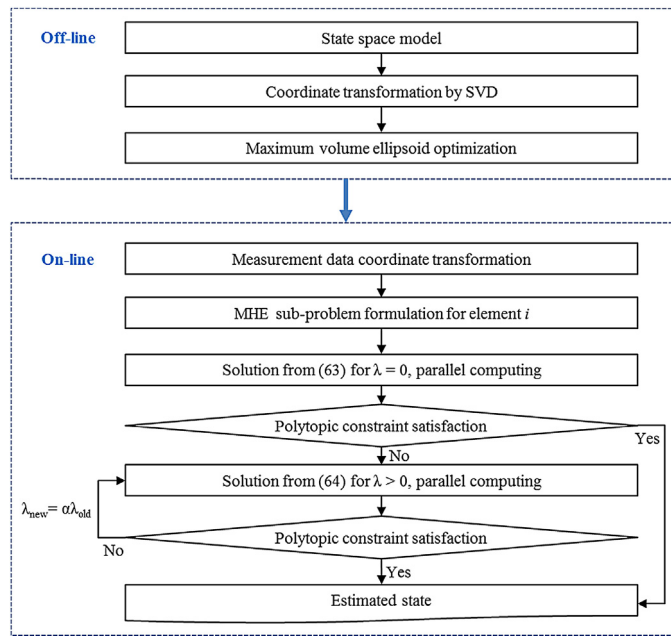 Off-line
State space model
Coordinate transformation by SVD
Maximum volume ellipsoid optimization
On-line
Measurement data coordinate transformation
MHE sub-problem formulation for element i
Solution from (63) for λ = 0, parallel computing
Polytopic constraint satisfaction
Yes
No
Solution from (64) for λ > 0, parallel computing
λnew= αλold
Polytopic constraint satisfaction
No
Yes
Estimated state